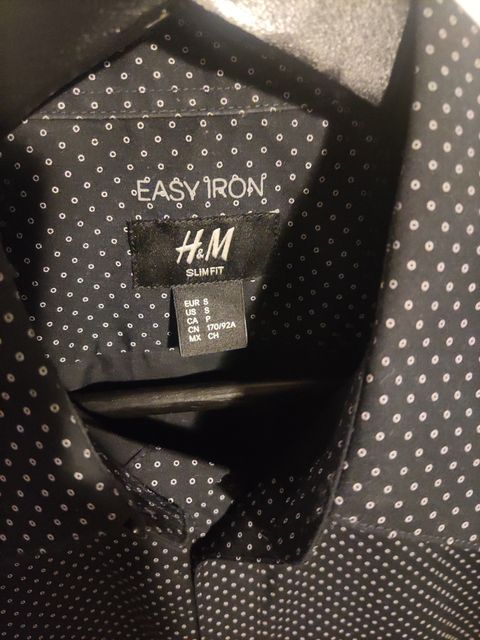 EASY IRON
H&M
SLIM FIT
EUR S
US S
CA P
CN 170/92A
MX CH